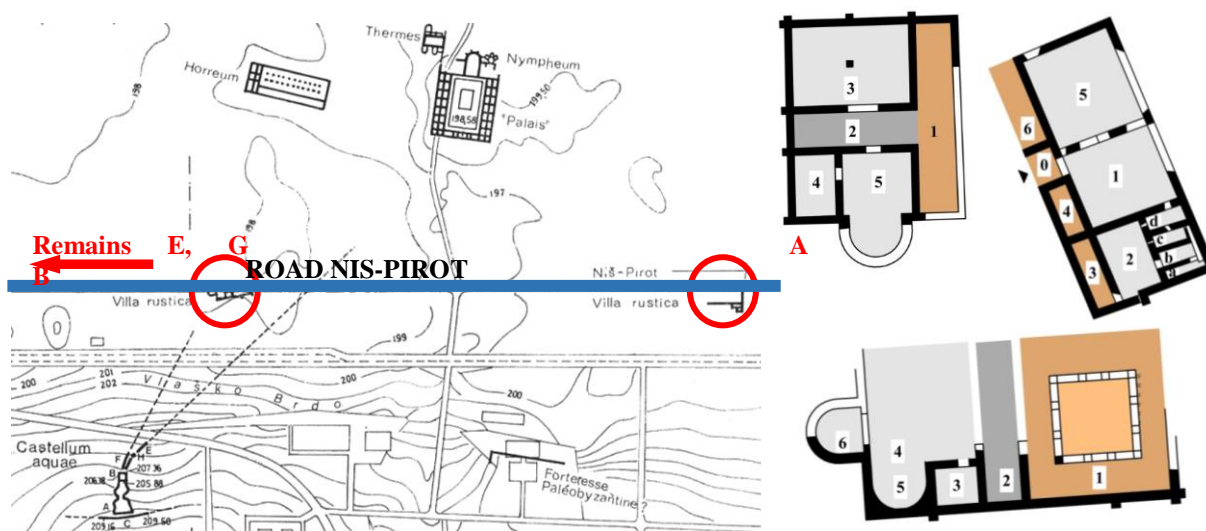 Thermes
Nympheum
Horreum
198
199,50
"Palais"
198,58
197
198
Remains E, G
B
ROAD NIS-PIROT
Niš-Pirot
Villa rustica
Villa rustica
199
200
201
202
200
200
Vlraško Brdo
Castellum
aquae
F
E
H
207 36
B
206.38
205 88
A
C
209.16
209.50
Forteresse
Paléobyzantine?
A
3
2
1
4
5
5
6
0
1
4
d
c
2
b
3
a
6
4
5
3
2
1